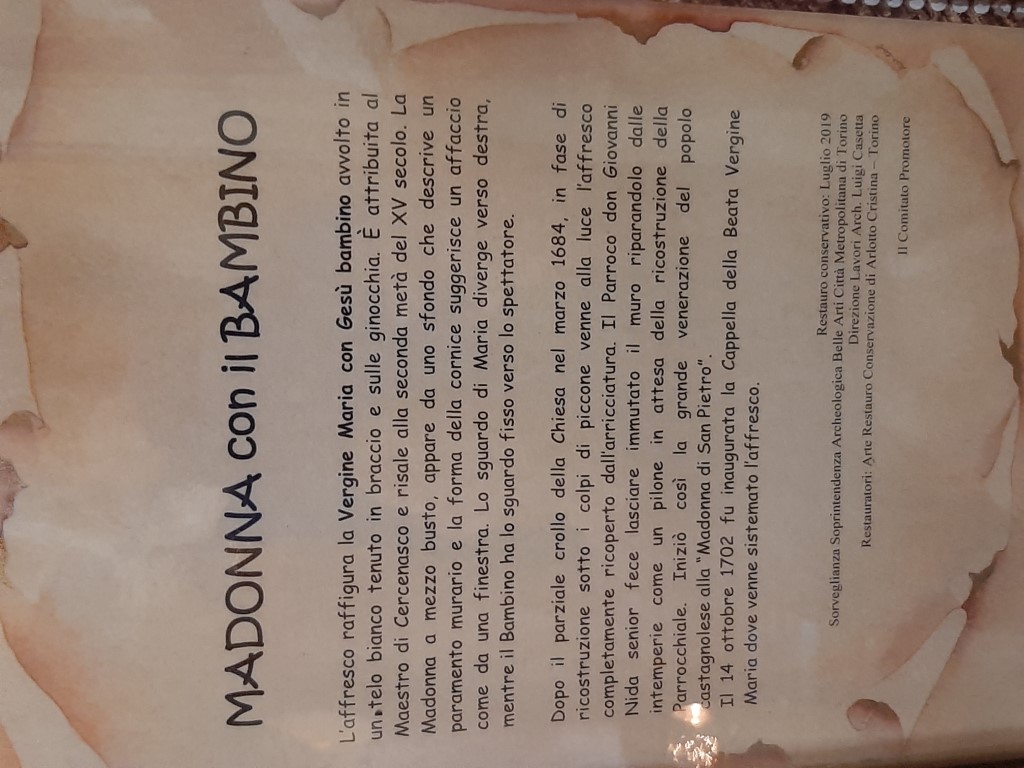 MADONNA con il BAMBINO
L'affresco raffigura la Vergine Maria con Gesù bambino avvolto in
un telo bianco tenuto in braccio e sulle ginocchia. È attribuita al
Maestro di Cercenasco e risale alla seconda metà del XV secolo. La
Madonna a mezzo busto, appare da uno sfondo che descrive un
paramento murario e la forma della cornice suggerisce un affaccio
come da una finestra. Lo sguardo di Maria diverge verso destra,
mentre il Bambino ha lo sguardo fisso verso lo spettatore.
Dopo il parziale crollo della Chiesa nel marzo 1684, in fase di
ricostruzione sotto i colpi di piccone venne alla luce l'affresco
completamente ricoperto dall'arricciatura. Il Parroco don Giovanni
Nida senior fece lasciare immutato il muro riparandolo dalle
intemperie come un pilone in attesa della ricostruzione della
Parrocchiale. Iniziò così la grande venerazione del popolo
castagnolese alla "Madonna di San Pietro".
Il 14 ottobre 1702 fu inaugurata la Cappella della Beata Vergine
Maria dove venne sistemato l'affresco.
Restauro conservativo: Luglio 2019
Sorveglianza Soprintendenza Archeologica Belle Arti Città Metropolitana di Torino
Direzione Lavori Arch. Luigi Casetta
Restauratori: Arte Restauro Conservazione di Arlotto Cristina – Torino
Il Comitato Promotore